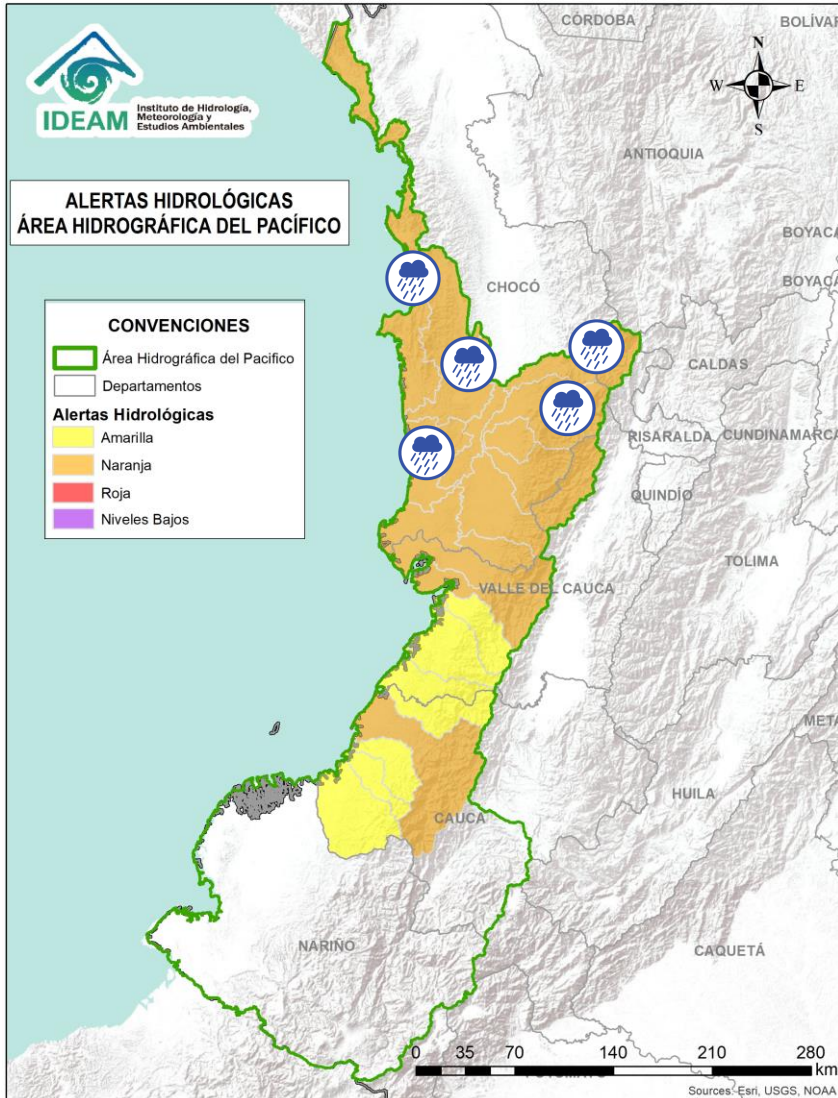 CÓRDOBA
BOLÍVAR
IDEAM
Instituto de Hidrología,
Meteorología y
Estudios Ambientales
N
W
E
S
ANTIOQUIA
ALERTAS HIDROLÓGICAS
ÁREA HIDROGRÁFICA DEL PACÍFICO
BOYACÁ
BOYACÁ
CHOCÓ
CONVENCIONES
Área Hidrográfica del Pacifico
Departamentos
Alertas Hidrológicas
Amarilla
Naranja
Roja
Niveles Bajos
CALDAS
RISARALDA
CUNDINAMARCA
QUINDÍO
TOLIMA
VALLE DEL CAUCA
META
HUILA
CAUCA
NARIÑO
CAQUETÁ
0 35 70 140 210 280
km
Sources: Esri, USGS, NOAA